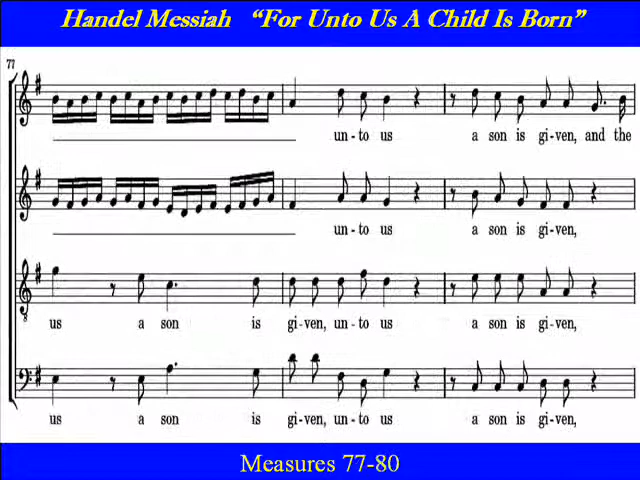 Handel Messiah “For Unto Us A Child Is Born”
77
un - to us a son is gi - ven, and the
un - to us a son is gi - ven,
8
us a son is gi - ven, un - to us a son is gi - ven,
us a son is gi - ven, un - to us a son is gi - ven,
Measures 77-80